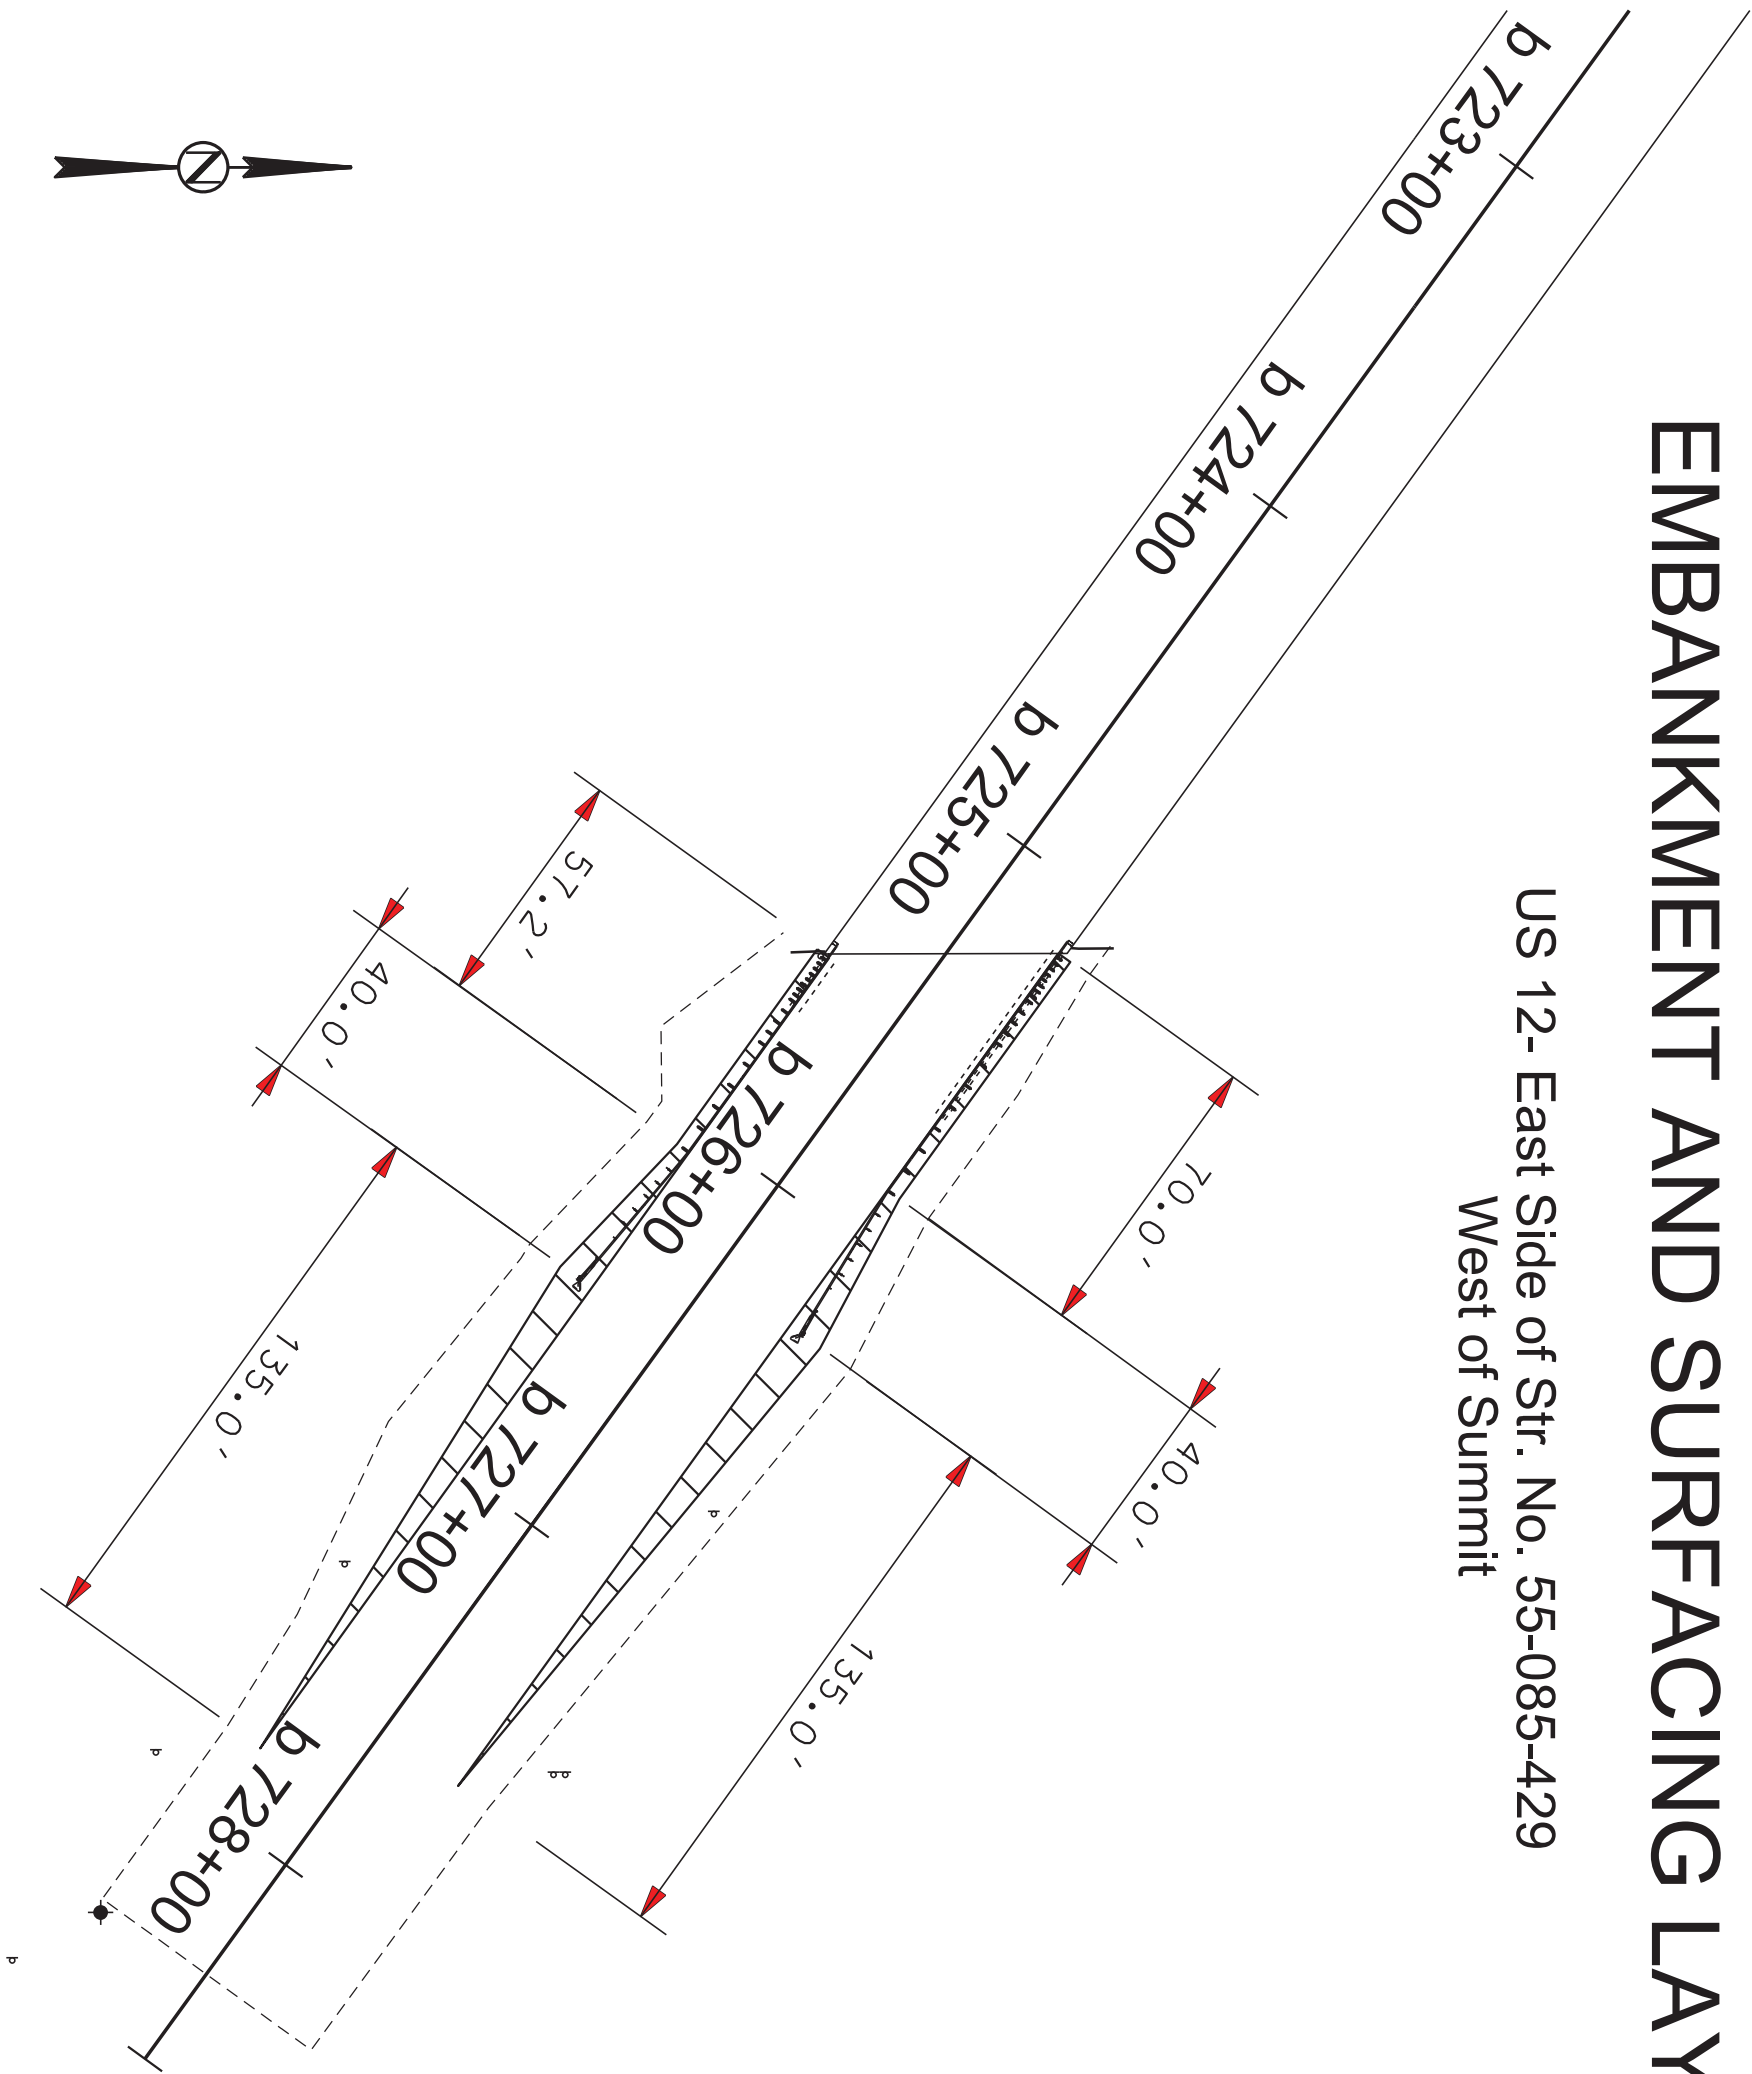 EMBANKMENT AND SURFACING LAY
US 12- East Side of Str. No. 55-085-429
West of Summit
N
b 723+00
b 724+00
b 725+00
b 726+00
b 727+00
b 728+00
57.2'
40.0'
135.0'
70.0'
40.0'
135.0'